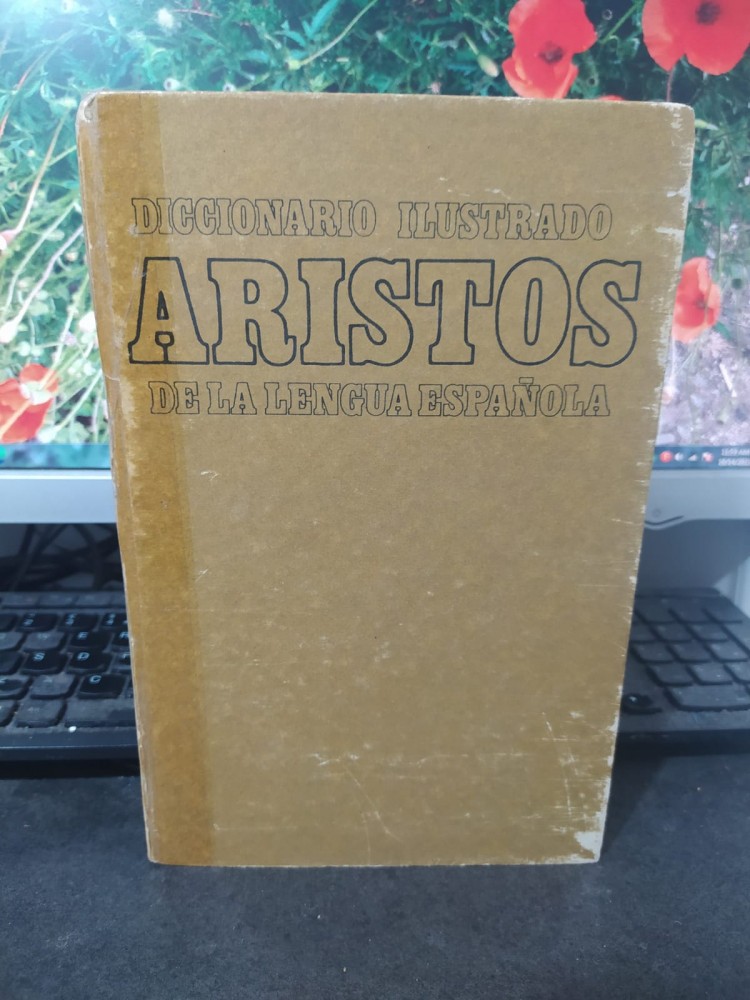 DICCIONARIO ILUSTRADO
ARISTOS
DE LA LENGUA ESPAÑOLA
S
D
E
C